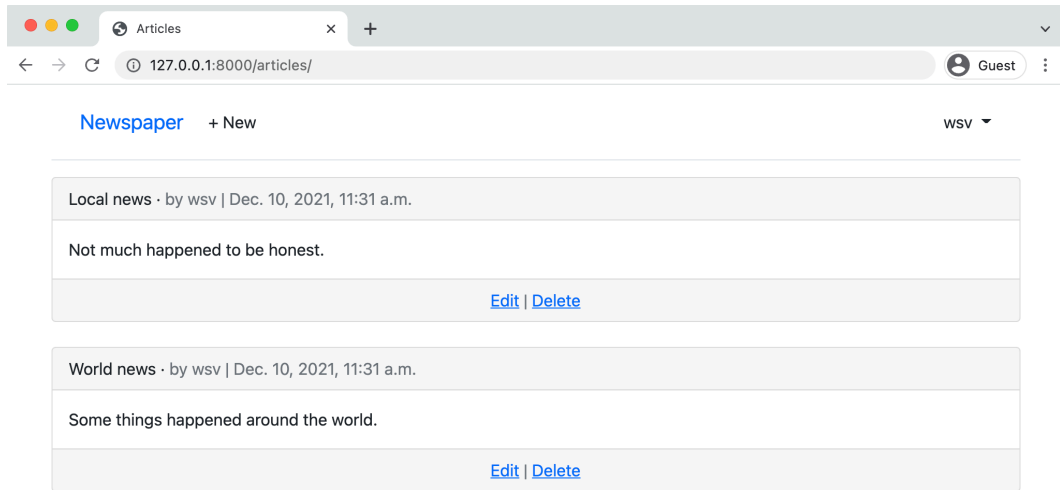 Articles
127.0.0.1:8000/articles/
Guest
Newspaper + New wsv
Local news · by wsv | Dec. 10, 2021, 11:31 a.m.
Not much happened to be honest.
Edit | Delete
World news · by wsv | Dec. 10, 2021, 11:31 a.m.
Some things happened around the world.
Edit | Delete